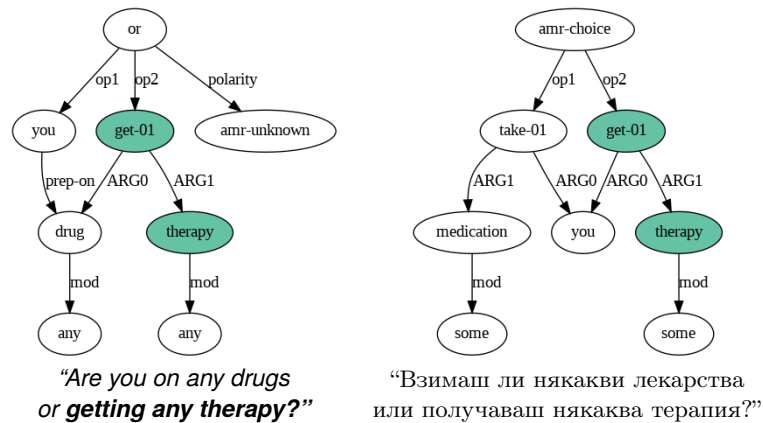 or
op1
op2
polarity
you
get-01
amr-unknown
prep-on
ARG0
ARG1
drug
therapy
mod
mod
any
any
“Are you on any drugs
or getting any therapy?”
amr-choice
op1
op2
take-01
get-01
ARG1
ARG0
ARG0
ARG1
medication
you
therapy
mod
mod
some
some
“Взимаш ли някакви лекарства
или получаваш някаква терапия?”